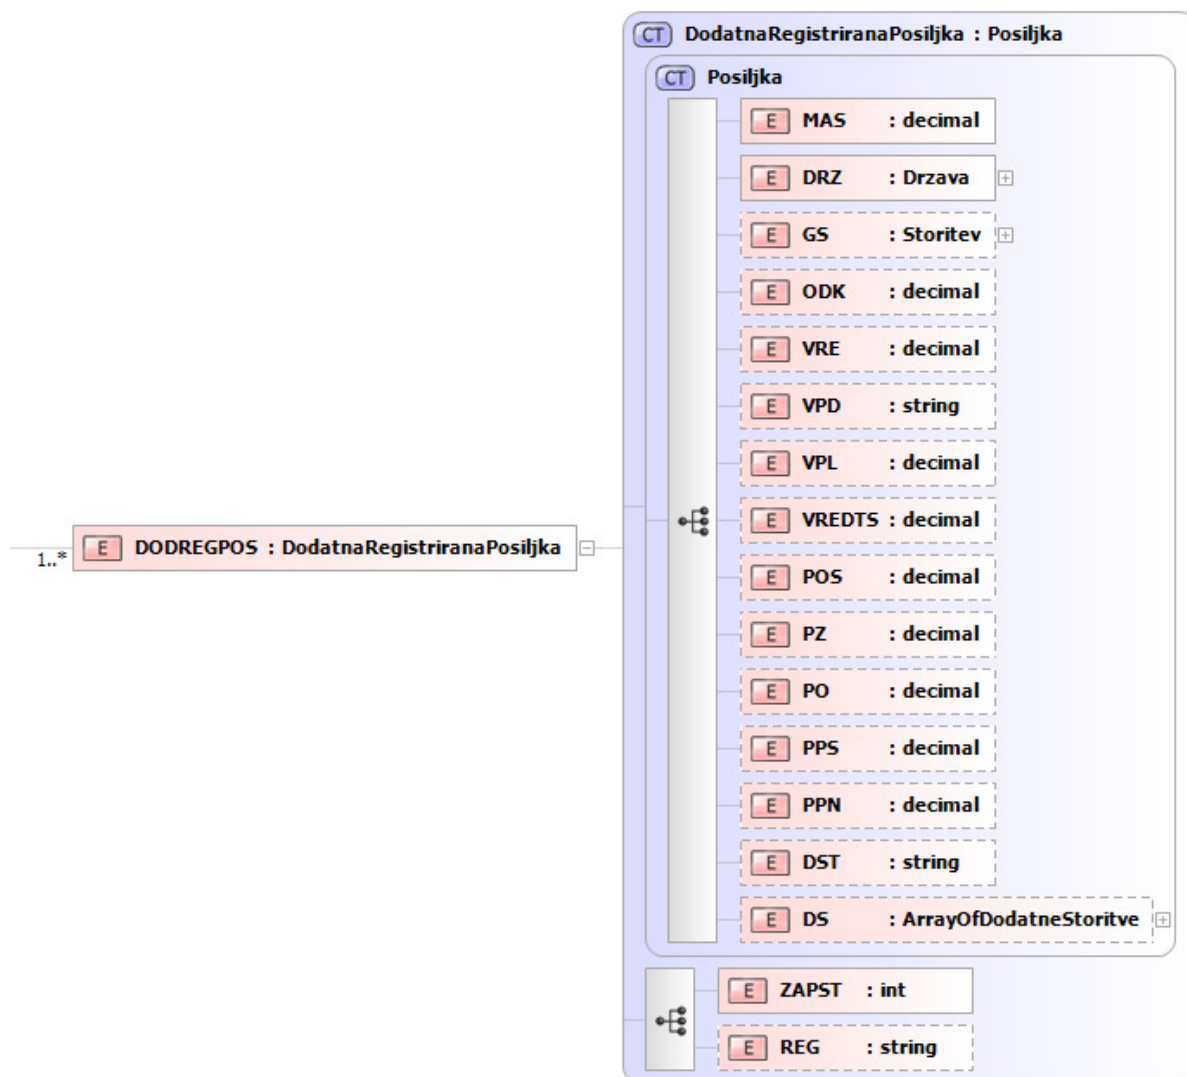 CT DodatnaRegistriranaPosiljka : Posiljka
CT Posiljka
E MAS : decimal
E DRZ : Drzava
E GS : Storitev
E ODK : decimal
E VRE : decimal
E VPD : string
E VPL : decimal
E VREDTS : decimal
1..* E DODREGPOS : DodatnaRegistriranaPosiljka
E POS : decimal
E PZ : decimal
E PO : decimal
E PPS : decimal
E PPN : decimal
E DST : string
E DS : ArrayOfDodatneStoritve
E ZAPST : int
E REG : string